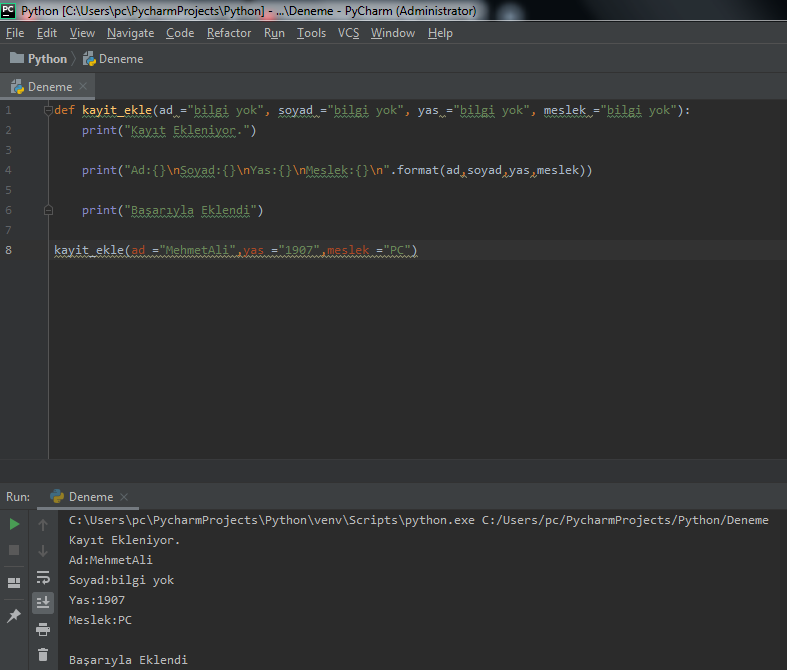 PC Python [C:\Users\pc\PycharmProjects\Python] - ...\Deneme - PyCharm (Administrator)
File Edit View Navigate Code Refactor Run Tools VCS Window Help
Python Deneme
Deneme
1 def kayit_ekle(ad ="bilgi yok", soyad ="bilgi yok", yas ="bilgi yok", meslek ="bilgi yok"):
2 print("Kayıt Ekleniyor.")
3
4 print("Ad:{}\nSoyad:{}\nYas:{}\nMeslek:{}\n".format(ad,soyad,yas,meslek))
5
6 print("Başarıyla Eklendi")
7
8 kayit_ekle(ad ="MehmetAli",yas ="1907",meslek ="PC")
Run: Deneme
C:\Users\pc\PycharmProjects\Python\venv\Scripts\python.exe C:/Users/pc/PycharmProjects/Python/Deneme
Kayıt Ekleniyor.
Ad:MehmetAli
Soyad:bilgi yok
Yas:1907
Meslek:PC
Başarıyla Eklendi